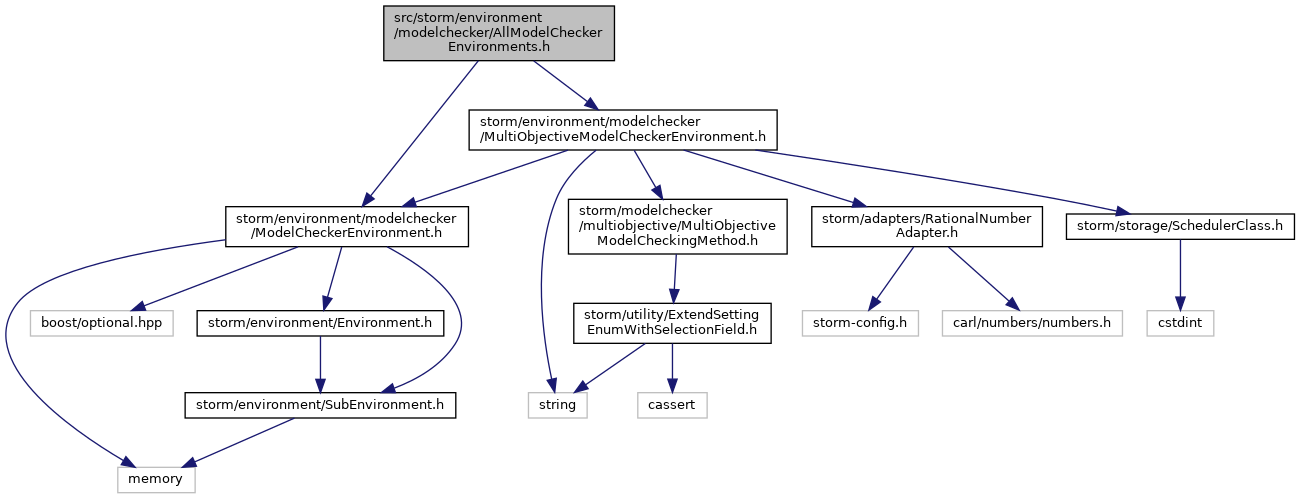 src/storm/environment
/modelchecker/AllModelChecker
Environments.h
storm/environment/modelchecker
/MultiObjectiveModelCheckerEnvironment.h
storm/environment/modelchecker
/ModelCheckerEnvironment.h
storm/modelchecker
/multiobjective/MultiObjective
ModelCheckingMethod.h
storm/adapters/RationalNumber
Adapter.h
storm/storage/SchedulerClass.h
boost/optional.hpp
storm/environment/Environment.h
storm/utility/ExtendSetting
EnumWithSelectionField.h
storm-config.h
carl/numbers/numbers.h
cstdint
storm/environment/SubEnvironment.h
string
cassert
memory